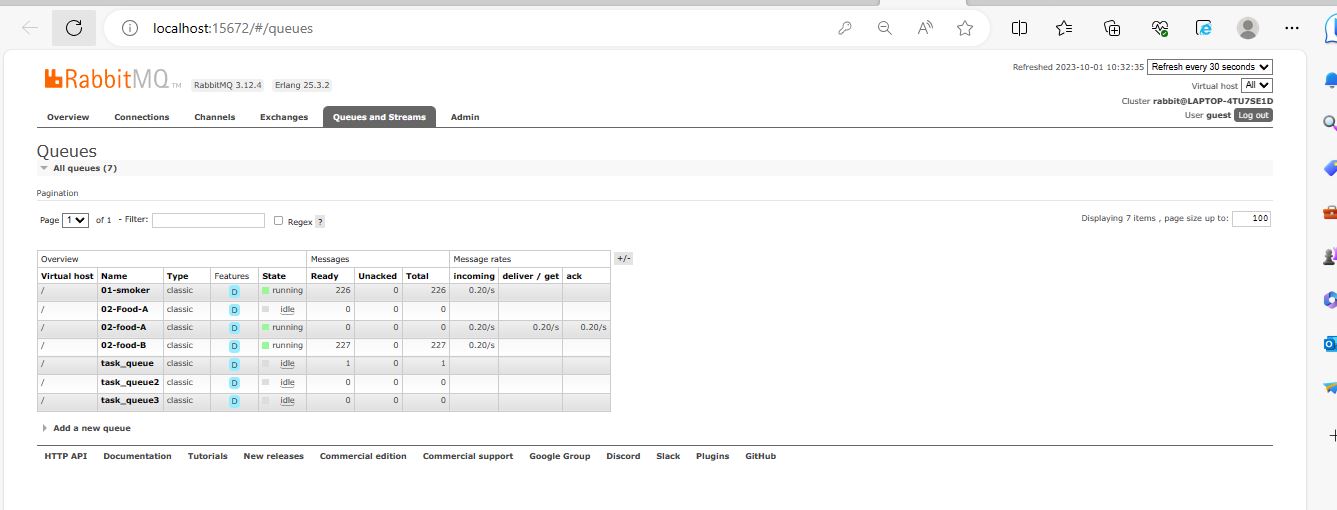 localhost:15672/#/queues
RabbitMQ TM RabbitMQ 3.12.4 Erlang 25.3.2
Refreshed 2023-10-01 10:32:35 Refresh every 30 seconds
Virtual host All
Cluster rabbit@LAPTOP-4TU7SE1D
User guest Log out
Overview Connections Channels Exchanges Queues and Streams Admin
Queues
All queues (7)
Pagination
Page 1 of 1 - Filter: Regex ? Displaying 7 items , page size up to: 100
Overview Messages Message rates +/-
Virtual host Name Type Features State Ready Unacked Total incoming deliver / get ack
/ 01-smoker classic D running 226 0 226 0.20/s
/ 02-Food-A classic D idle 0 0 0
/ 02-food-A classic D running 0 0 0 0.20/s 0.20/s 0.20/s
/ 02-food-B classic D running 227 0 227 0.20/s
/ task_queue classic D idle 1 0 1
/ task_queue2 classic D idle 0 0 0
/ task_queue3 classic D idle 0 0 0
Add a new queue
HTTP API Documentation Tutorials New releases Commercial edition Commercial support Google Group Discord Slack Plugins GitHub